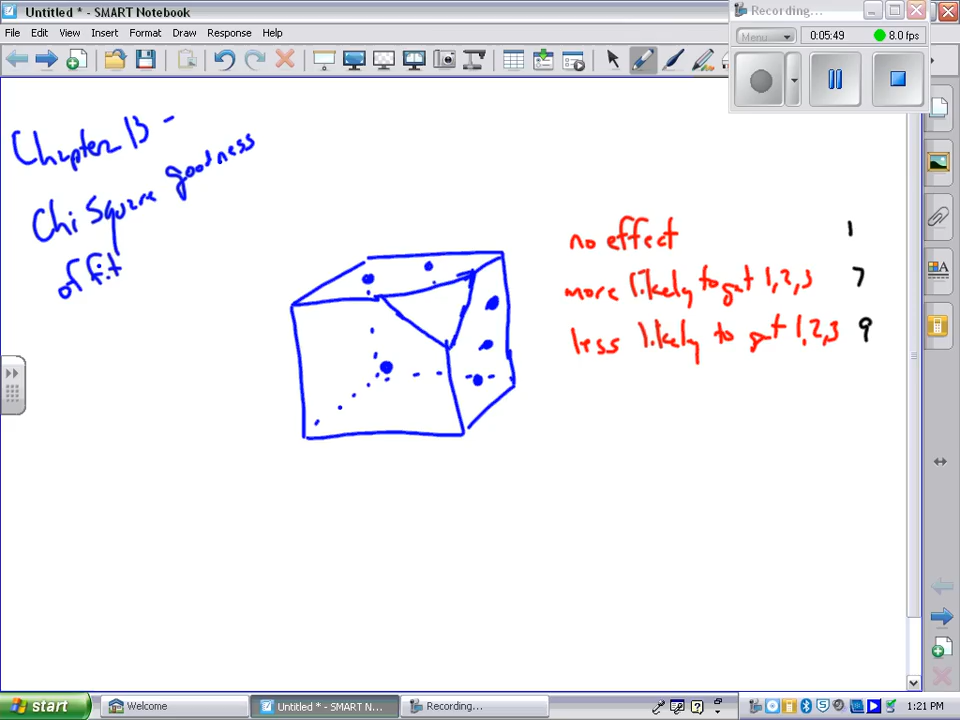 Untitled * - SMART Notebook
Recording...
File Edit View Insert Format Draw Response Help
Menu
0:05:49
8.0 fps
Chapter 13 -
Chi Square goodness
of fit
no effect 1
more likely to get 1,2,3 7
less likely to get 1,2,3 9
start
Welcome
Untitled * - SMART N...
Recording...
1:21 PM